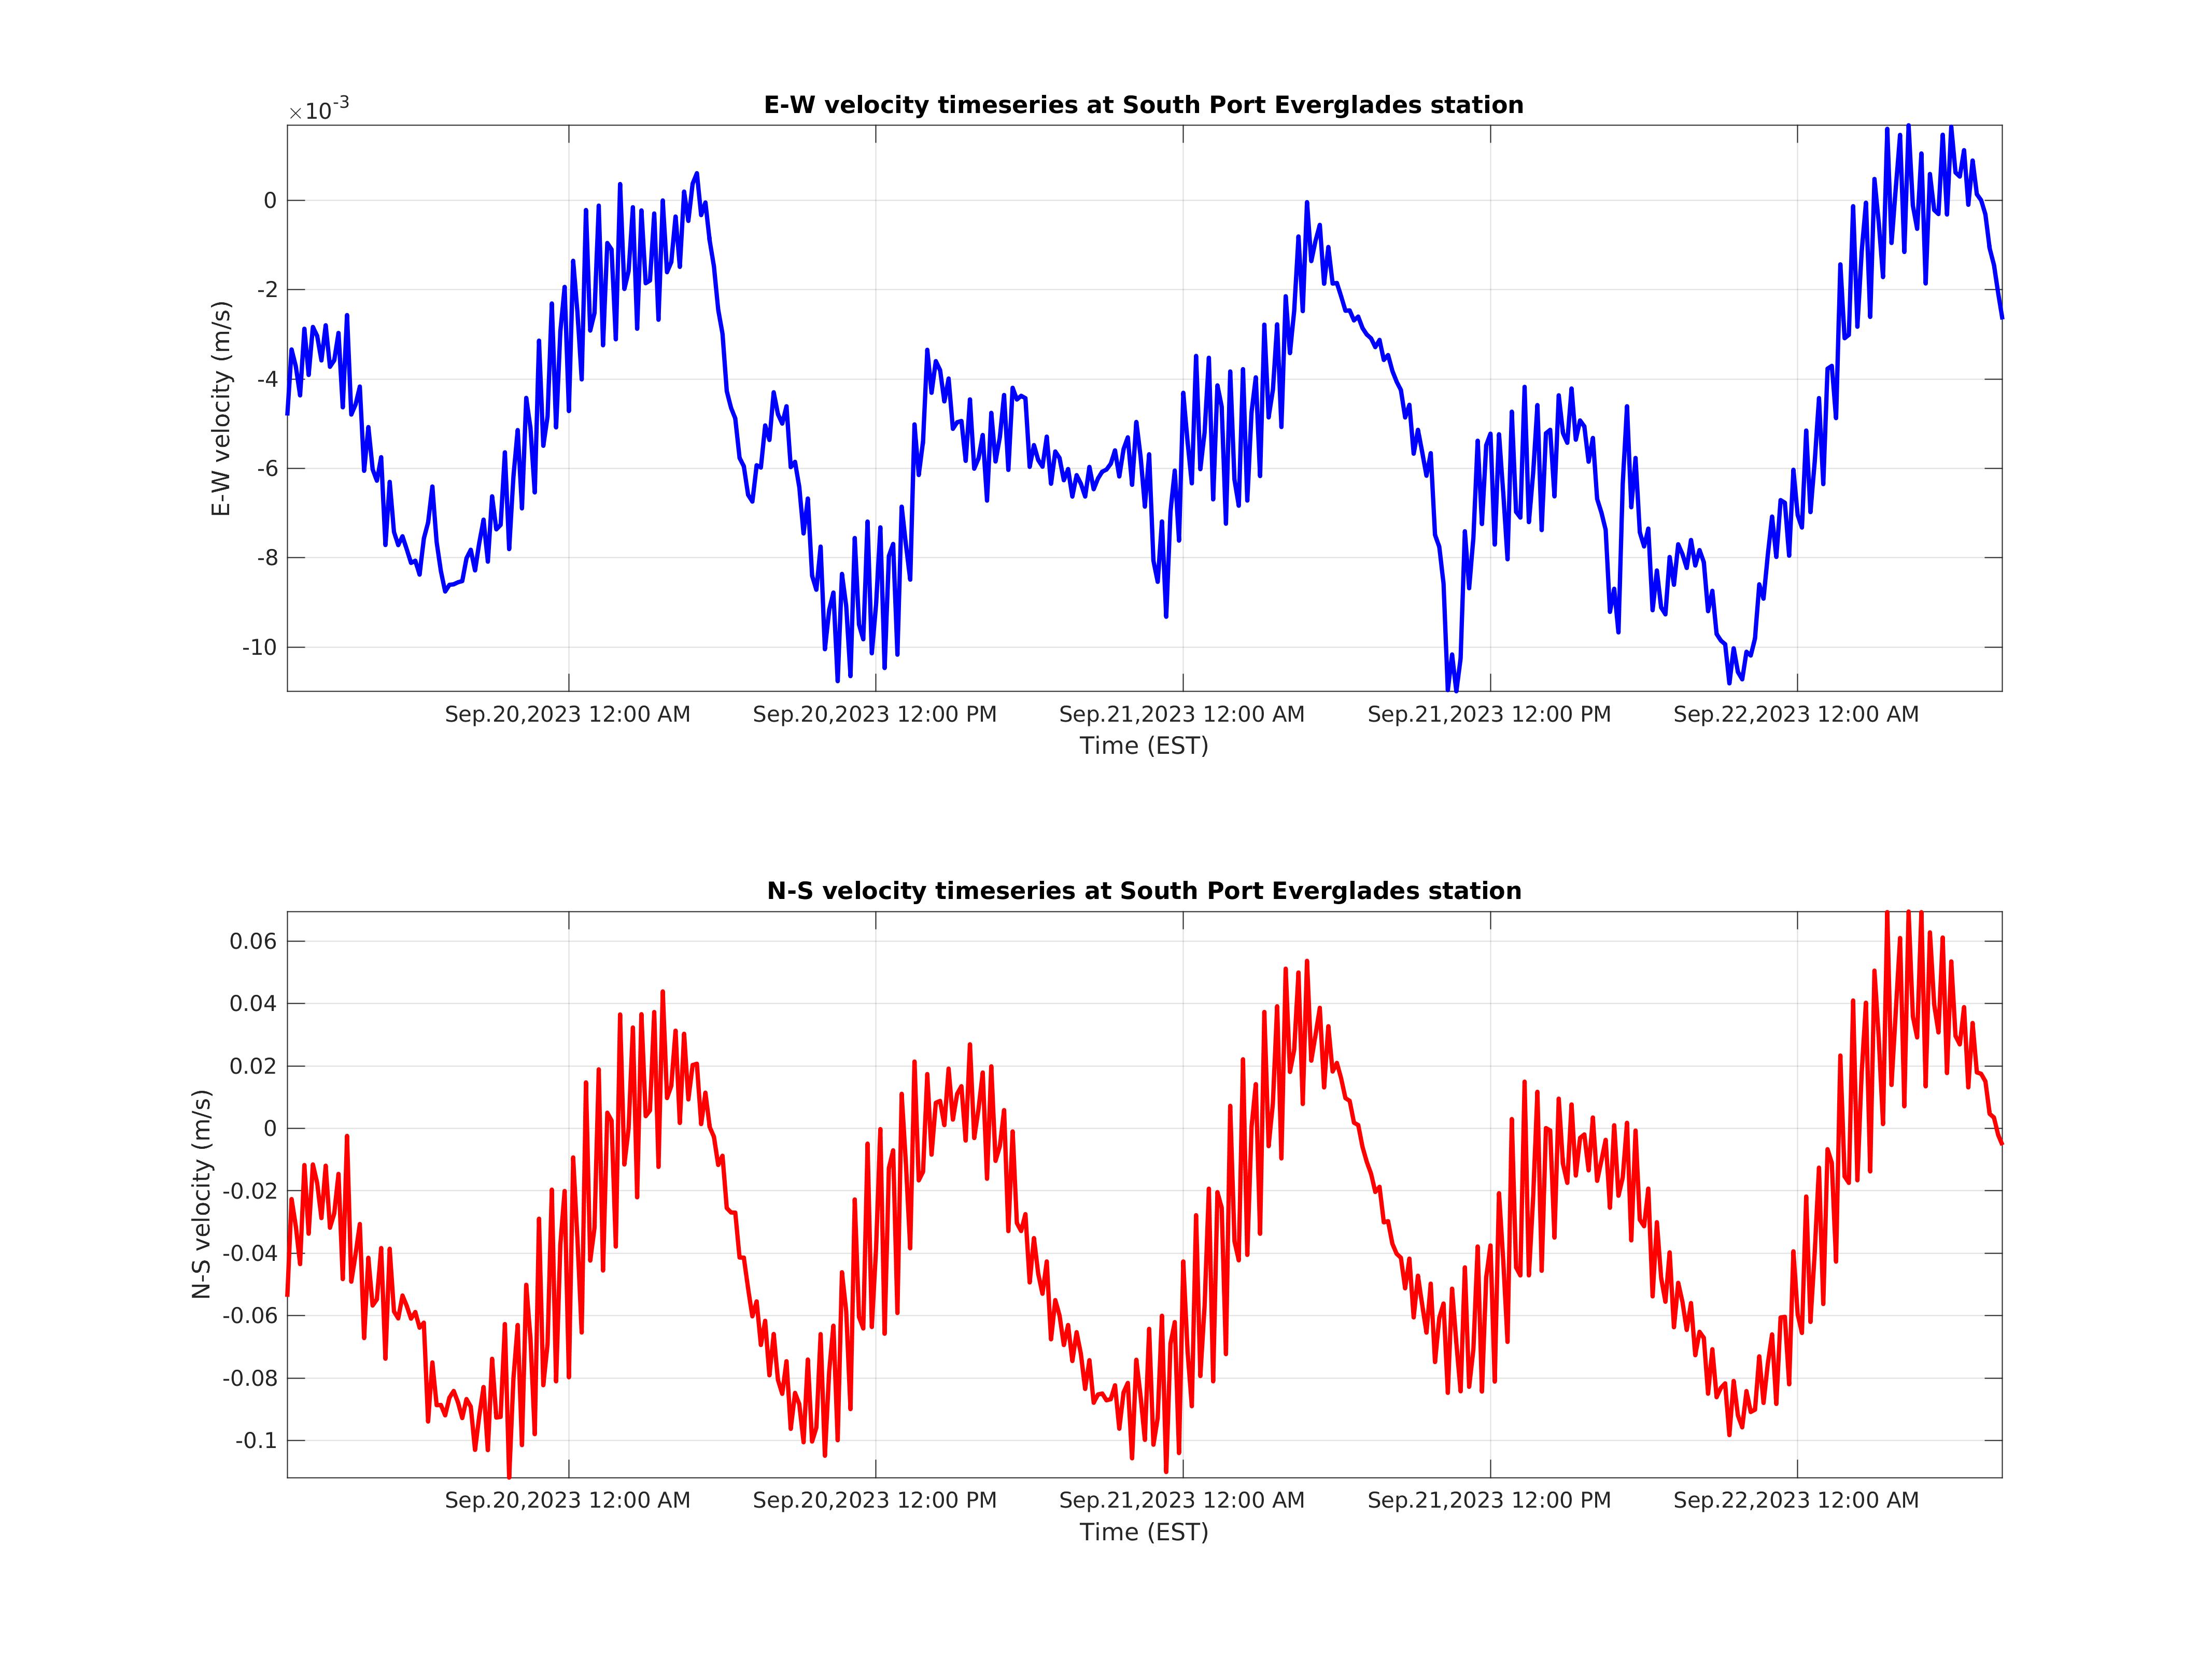 ×10-3
E-W velocity timeseries at South Port Everglades station
0
-2
-4
-6
-8
-10
E-W velocity (m/s)
Sep.20,2023 12:00 AM Sep.20,2023 12:00 PM Sep.21,2023 12:00 AM Sep.21,2023 12:00 PM Sep.22,2023 12:00 AM
Time (EST)
N-S velocity timeseries at South Port Everglades station
0.06
0.04
0.02
0
-0.02
-0.04
-0.06
-0.08
-0.1
N-S velocity (m/s)
Sep.20,2023 12:00 AM Sep.20,2023 12:00 PM Sep.21,2023 12:00 AM Sep.21,2023 12:00 PM Sep.22,2023 12:00 AM
Time (EST)